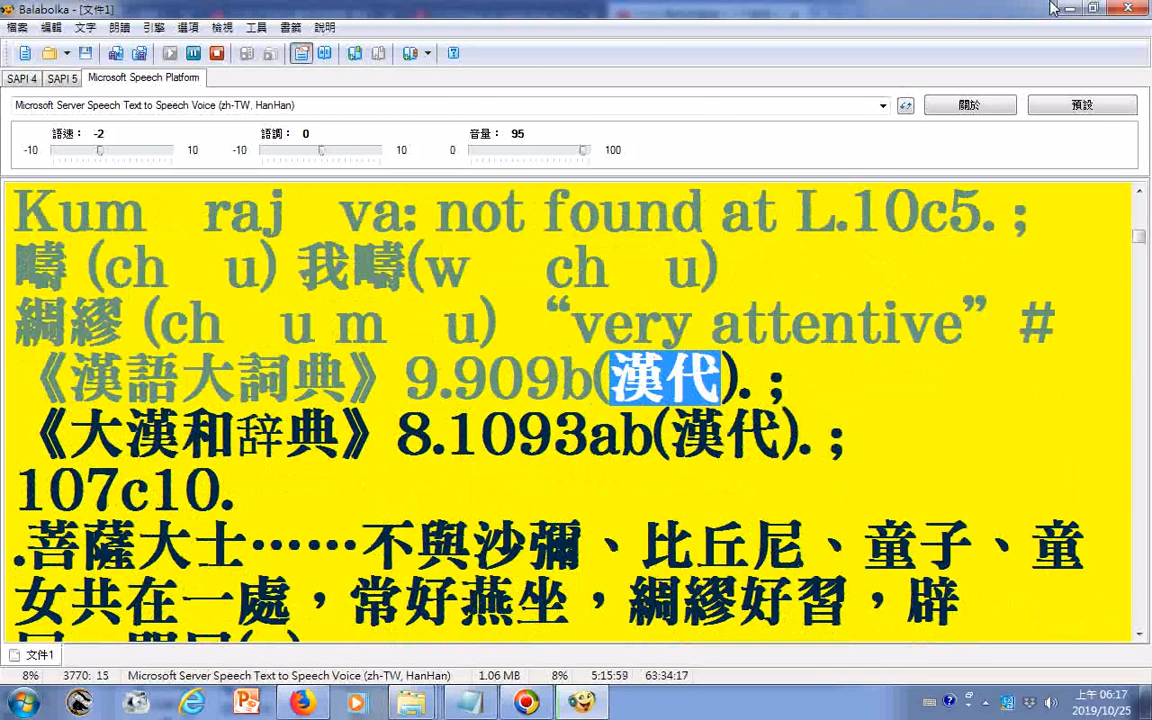 Balabolka - [文件1]
檔案 編輯 文字 朗讀 引擎 選項 檢視 工具 書籤 說明
SAPI 4 SAPI 5 Microsoft Speech Platform
Microsoft Server Speech Text to Speech Voice (zh-TW, HanHan) 關於 預設
語速： -2 語調： 0 音量： 95
-10 10 -10 10 0 100
Kum raj va: not found at L.10c5. ;
疇 (ch u) 我疇(w ch u)
綢繆 (ch u m u) “very attentive” #
《漢語大詞典》 9.909b(漢代). ;
《大漢和辞典》 8.1093ab(漢代). ;
107c10.
.菩薩大士……不與沙彌、比丘尼、童子、童
女共在一處，常好燕坐，綢繆好習，辟
文件1
8% 3770: 15 Microsoft Server Speech Text to Speech Voice (zh-TW, HanHan) 1.06 MB 8% 5:15:59 63:34:17
上午 06:17
2019/10/25